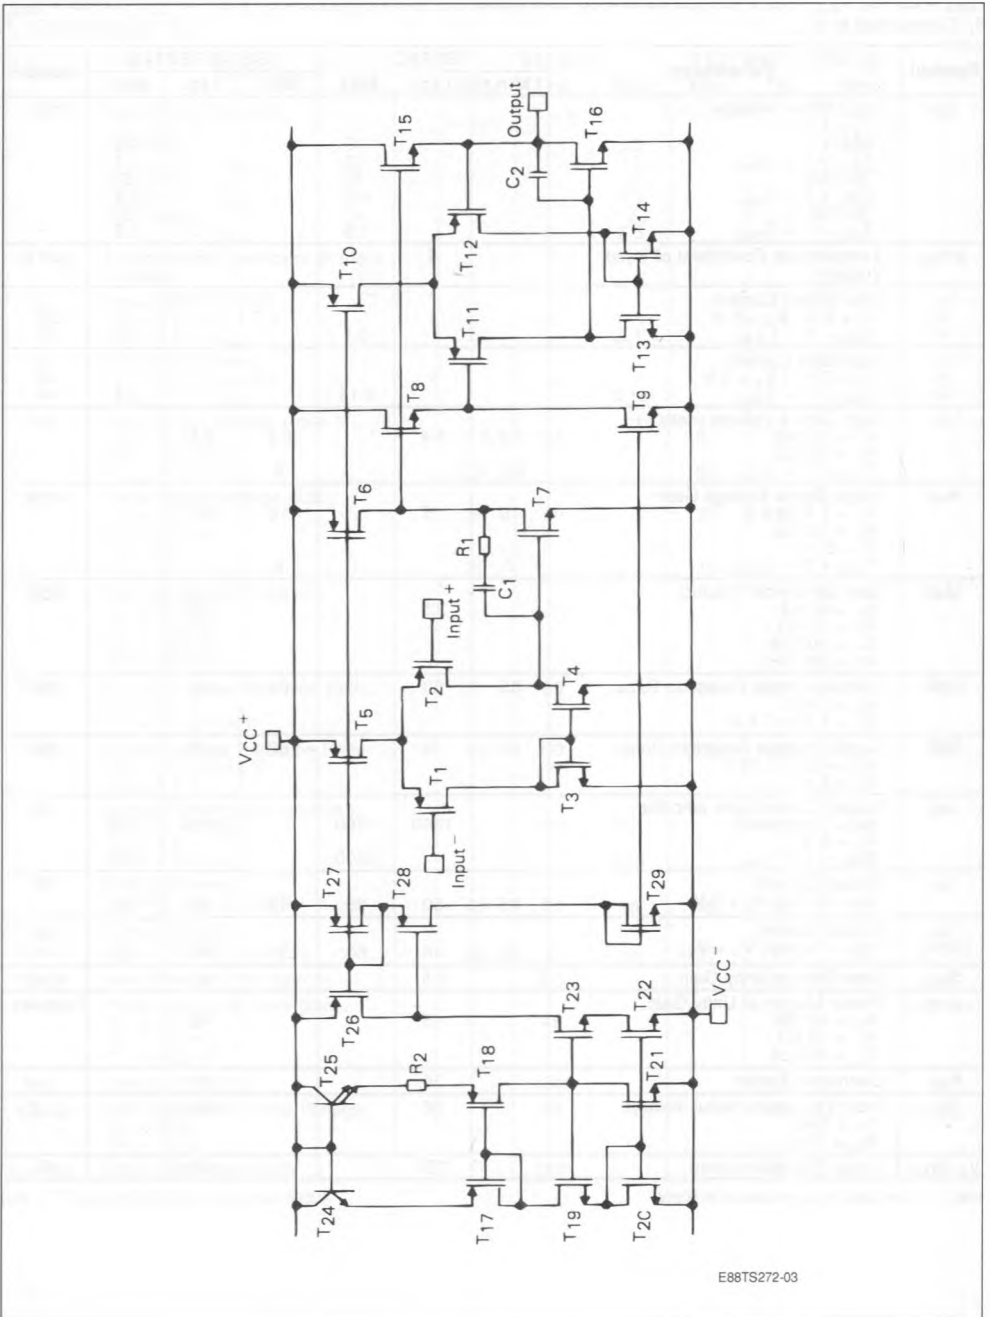 VCC+
T24
T25
T26
T27
T5
T6
T10
T15
R2
T28
T8
T17
T18
Input-
T1
T2
Input+
C1
R1
T7
T11
T12
C2
Output
T19
T23
T3
T4
T16
T2C
T21
T22
T29
T9
T13
T14
VCC-
E88TS272-03